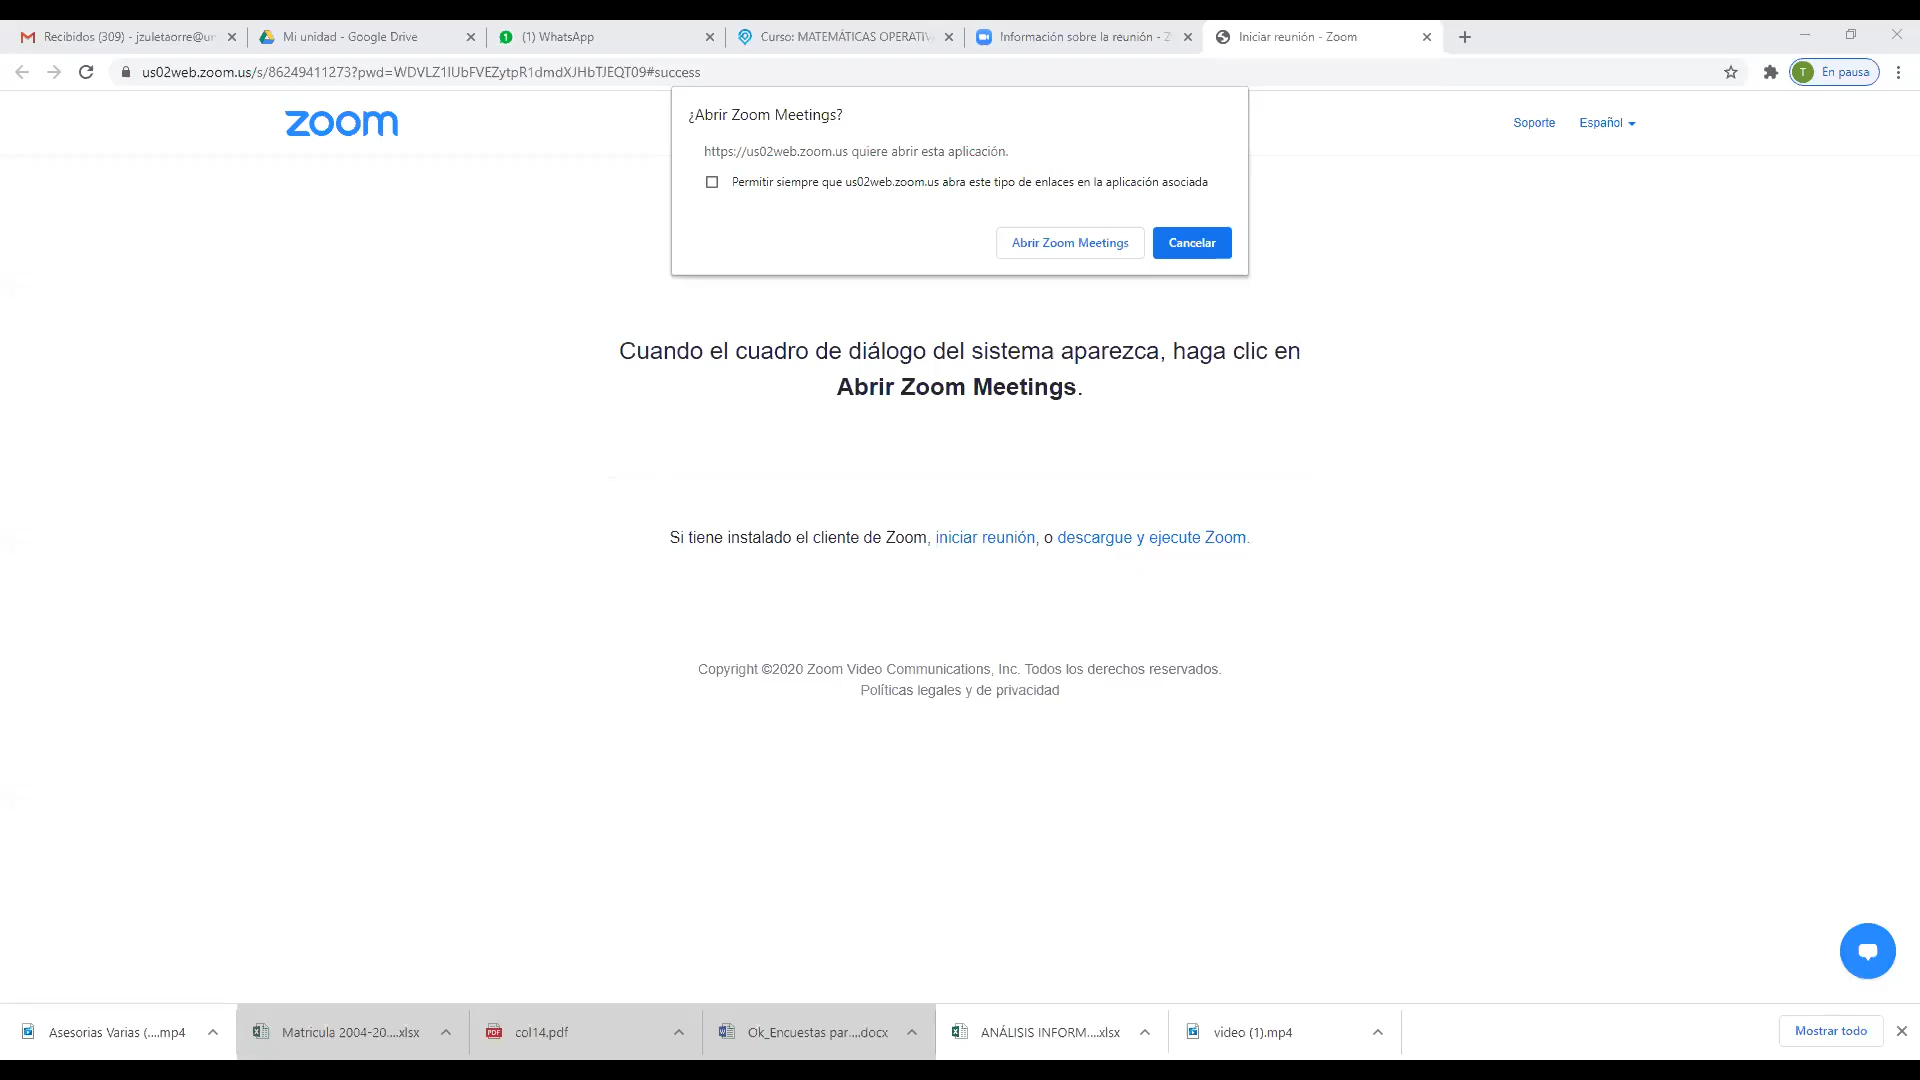 Recibidos (309) - jzuletaorre@un
Mi unidad - Google Drive
(1) WhatsApp
Curso: MATEMÁTICAS OPERATIV
Información sobre la reunión - Z
Iniciar reunión - Zoom
us02web.zoom.us/s/86249411273?pwd=WDVLZ1lUbFVEZytpR1dmdXJHbTJEQT09#success
T
En pausa
zoom
Soporte
Español
¿Abrir Zoom Meetings?
https://us02web.zoom.us quiere abrir esta aplicación.
Permitir siempre que us02web.zoom.us abra este tipo de enlaces en la aplicación asociada
Abrir Zoom Meetings
Cancelar
Cuando el cuadro de diálogo del sistema aparezca, haga clic en
Abrir Zoom Meetings.
Si tiene instalado el cliente de Zoom, iniciar reunión, o descargue y ejecute Zoom.
Copyright ©2020 Zoom Video Communications, Inc. Todos los derechos reservados.
Políticas legales y de privacidad
Asesorias Varias (....mp4
Matricula 2004-20....xlsx
PDF
col14.pdf
Ok_Encuestas par....docx
ANÁLISIS INFORM....xlsx
video (1).mp4
Mostrar todo